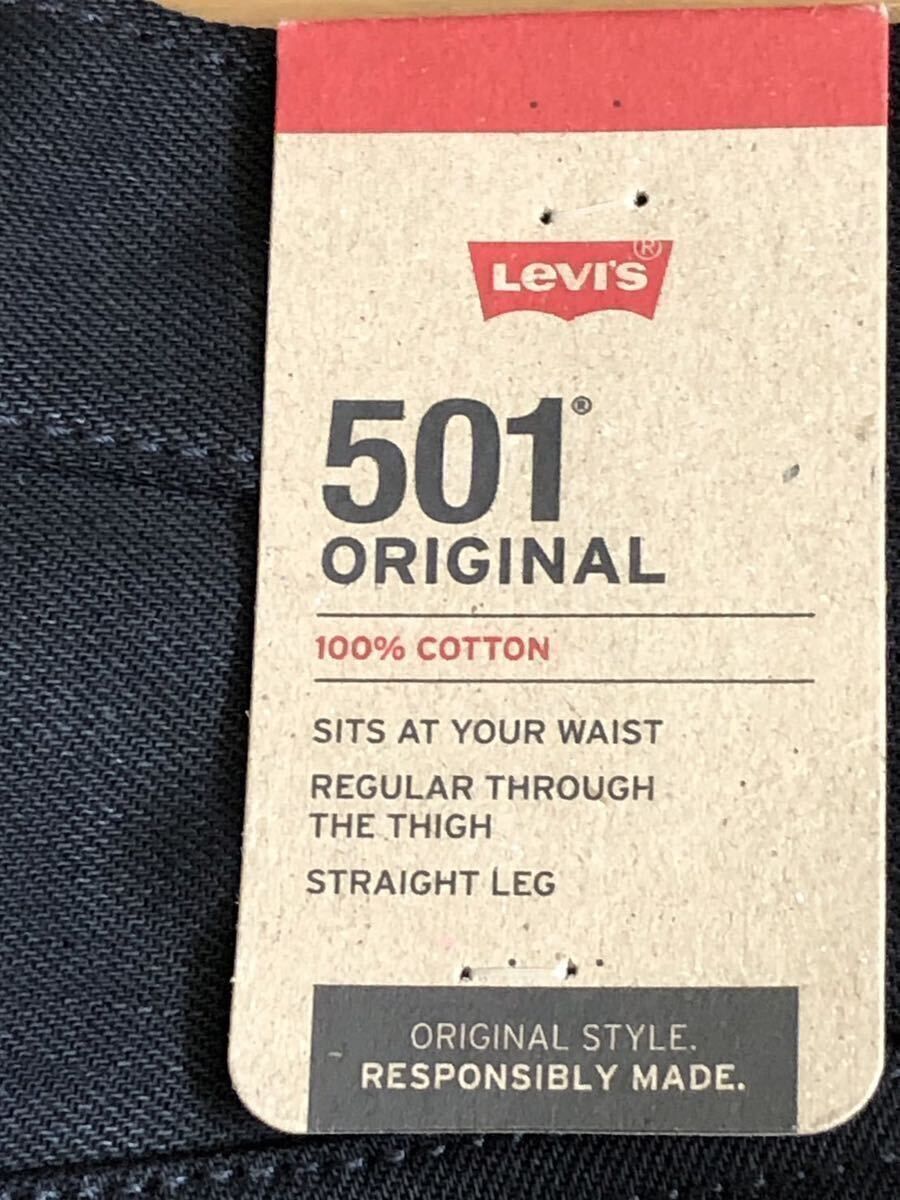 LEVI'S®
501®
ORIGINAL
100% COTTON
SITS AT YOUR WAIST
REGULAR THROUGH
THE THIGH
STRAIGHT LEG
ORIGINAL STYLE.
RESPONSIBLY MADE.